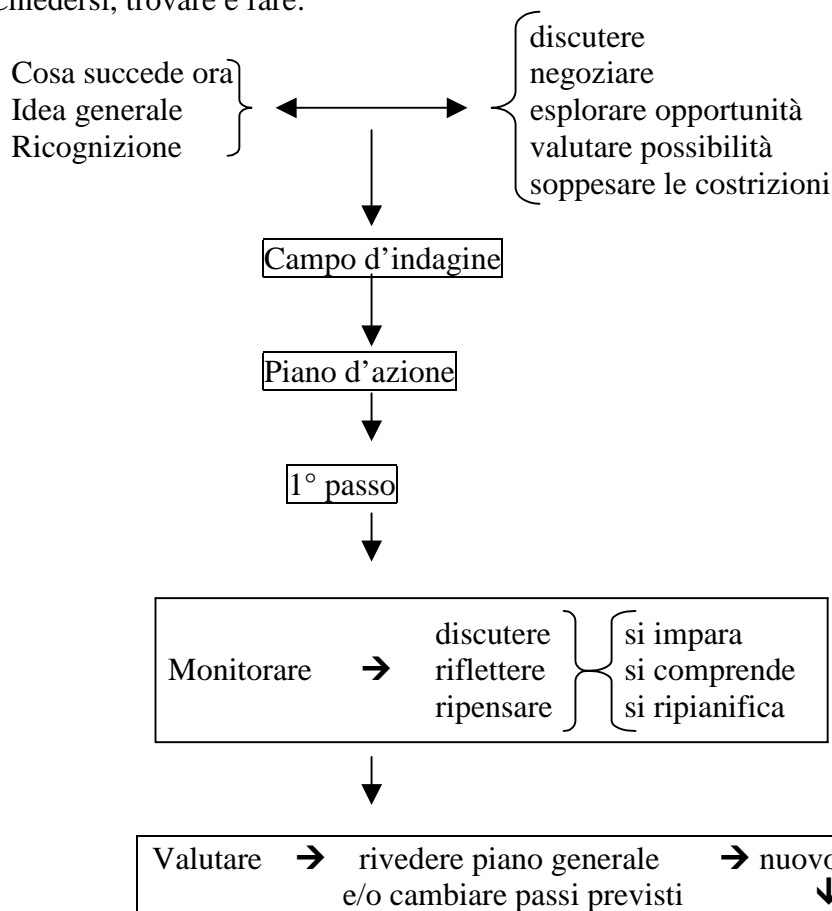 trovare e fare.
Cosa succede ora
Idea generale
Ricognizione
discutere
negoziare
esplorare opportunità
valutare possibilità
soppesare le costrizioni
Campo d’indagine
Piano d’azione
1° passo
Monitorare ➔
discutere
riflettere
ripensare
si impara
si comprende
si ripianifica
Valutare ➔ rivedere piano generale ➔ nuovo
e/o cambiare passi previsti